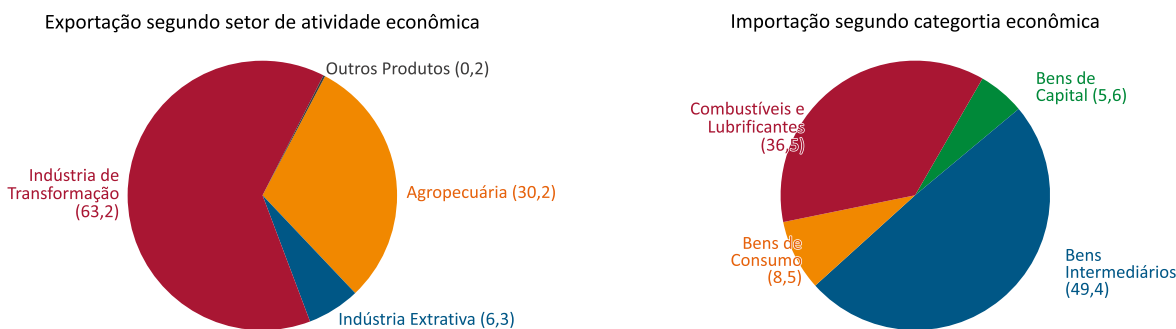 Exportação segundo setor de atividade econômica
Outros Produtos (0,2)
Indústria de
Transformação
(63,2)
Agropecuária (30,2)
Indústria Extrativa (6,3)
Importação segundo categortia econômica
Bens de
Capital (5,6)
Combustíveis e
Lubrificantes
(36,5)
Bens de
Consumo
(8,5)
Bens
Intermediários
(49,4)